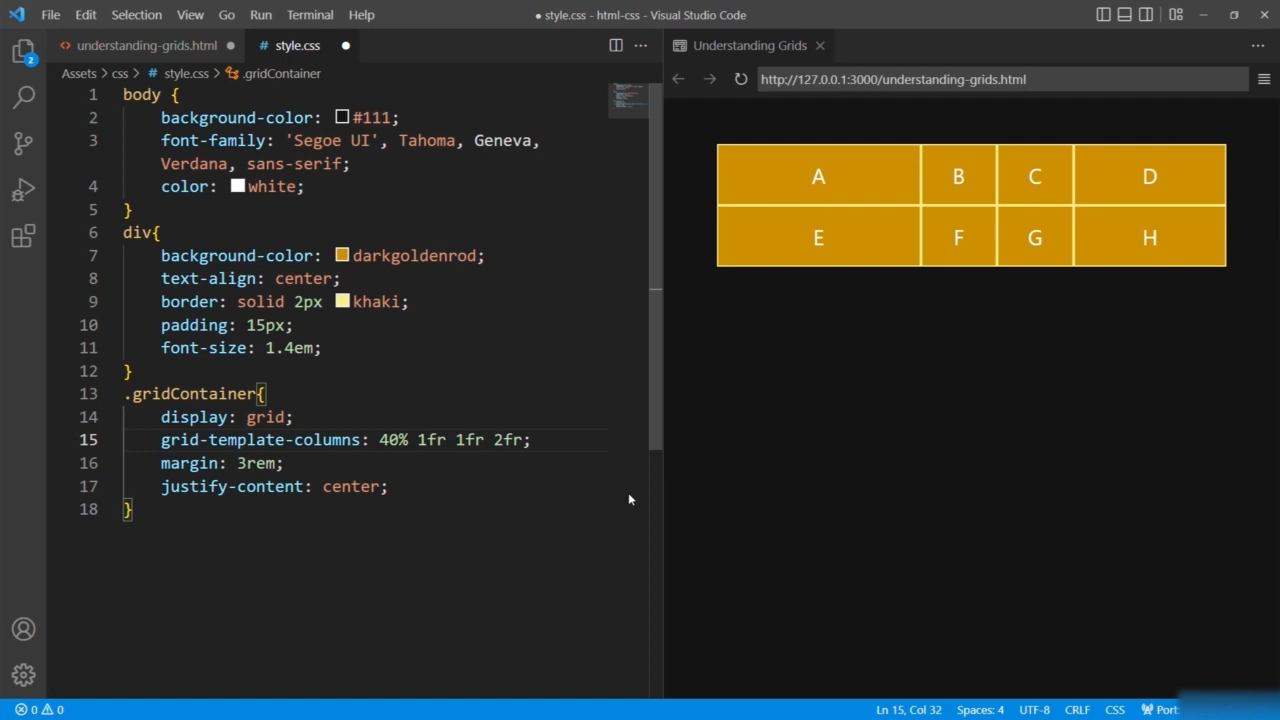 File Edit Selection View Go Run Terminal Help ● style.css - html-css - Visual Studio Code
understanding-grids.html ● # style.css ●
Understanding Grids
Assets > css > # style.css > .gridContainer
http://127.0.0.1:3000/understanding-grids.html
2
1 body {
2 background-color: #111;
3 font-family: 'Segoe UI', Tahoma, Geneva,
Verdana, sans-serif;
4 color: white;
5 }
6 div{
7 background-color: darkgoldenrod;
8 text-align: center;
9 border: solid 2px khaki;
10 padding: 15px;
11 font-size: 1.4em;
12 }
13 .gridContainer{
14 display: grid;
15 grid-template-columns: 40% 1fr 1fr 2fr;
16 margin: 3rem;
17 justify-content: center;
18 }
A B C D
E F G H
0 0 Ln 15, Col 32 Spaces: 4 UTF-8 CRLF CSS Port